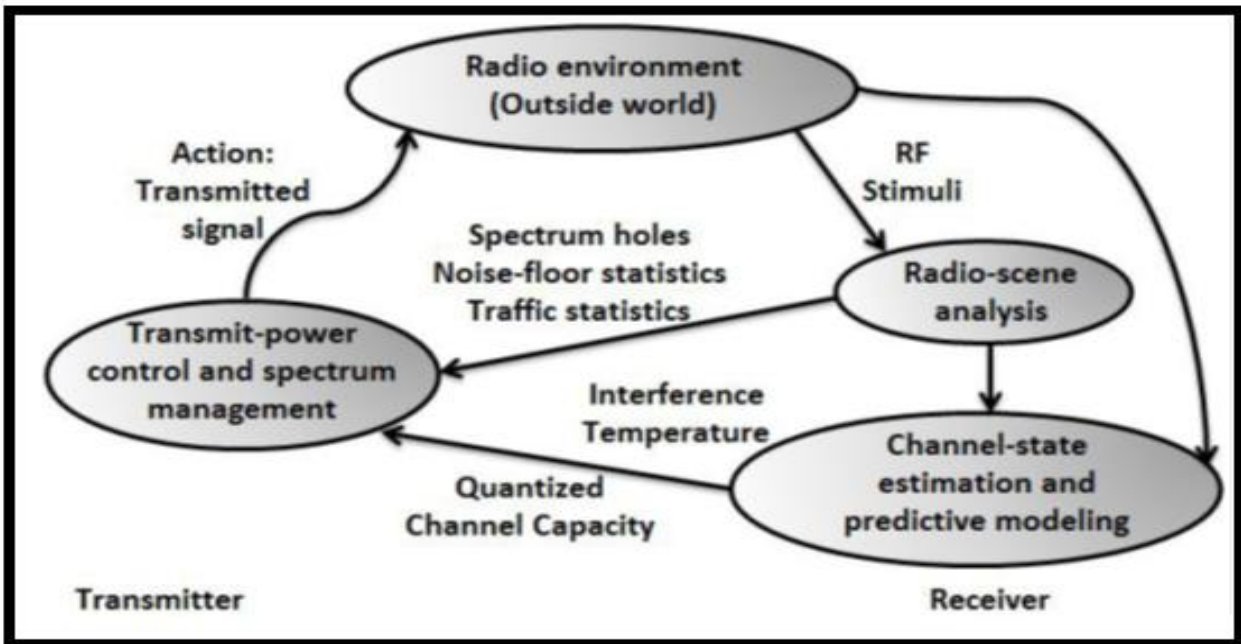 Radio environment
(Outside world)
Action:
Transmitted
signal
RF
Stimuli
Spectrum holes
Noise-floor statistics
Traffic statistics
Radio-scene
analysis
Transmit-power
control and spectrum
management
Interference
Temperature
Quantized
Channel Capacity
Channel-state
estimation and
predictive modeling
Transmitter
Receiver